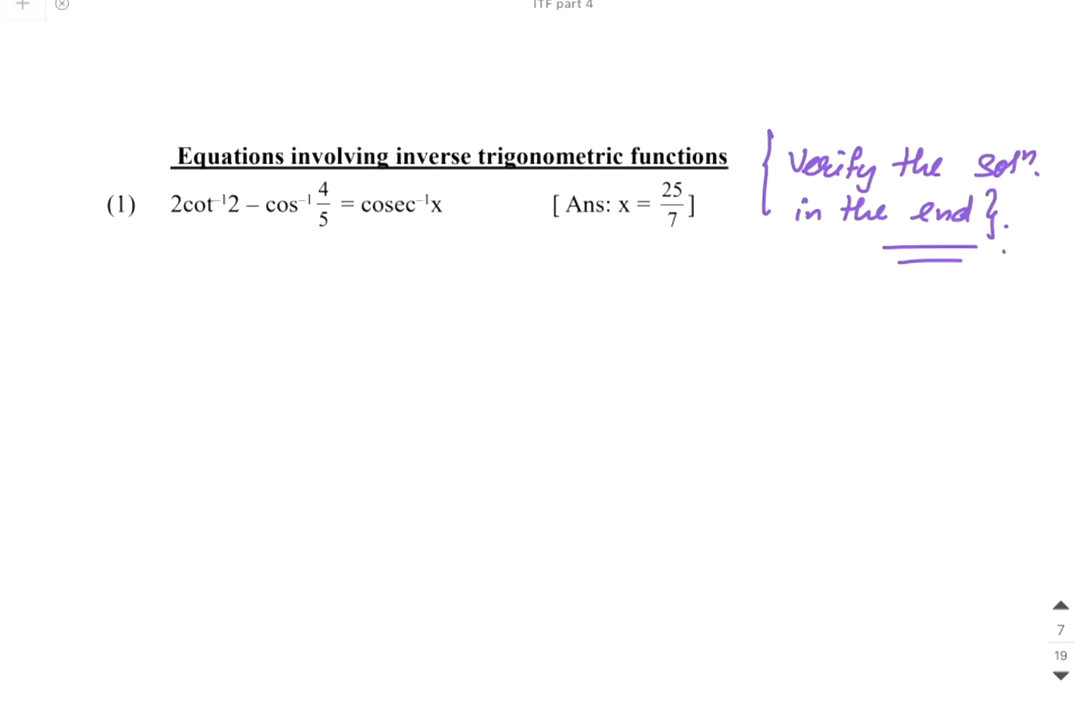 ITF part 4
Equations involving inverse trigonometric functions
(1) 2cot⁻¹2 – cos⁻¹ 4/5 = cosec⁻¹x [ Ans: x = 25/7 ]
{ Verify the solⁿ.
in the end }.
7
19